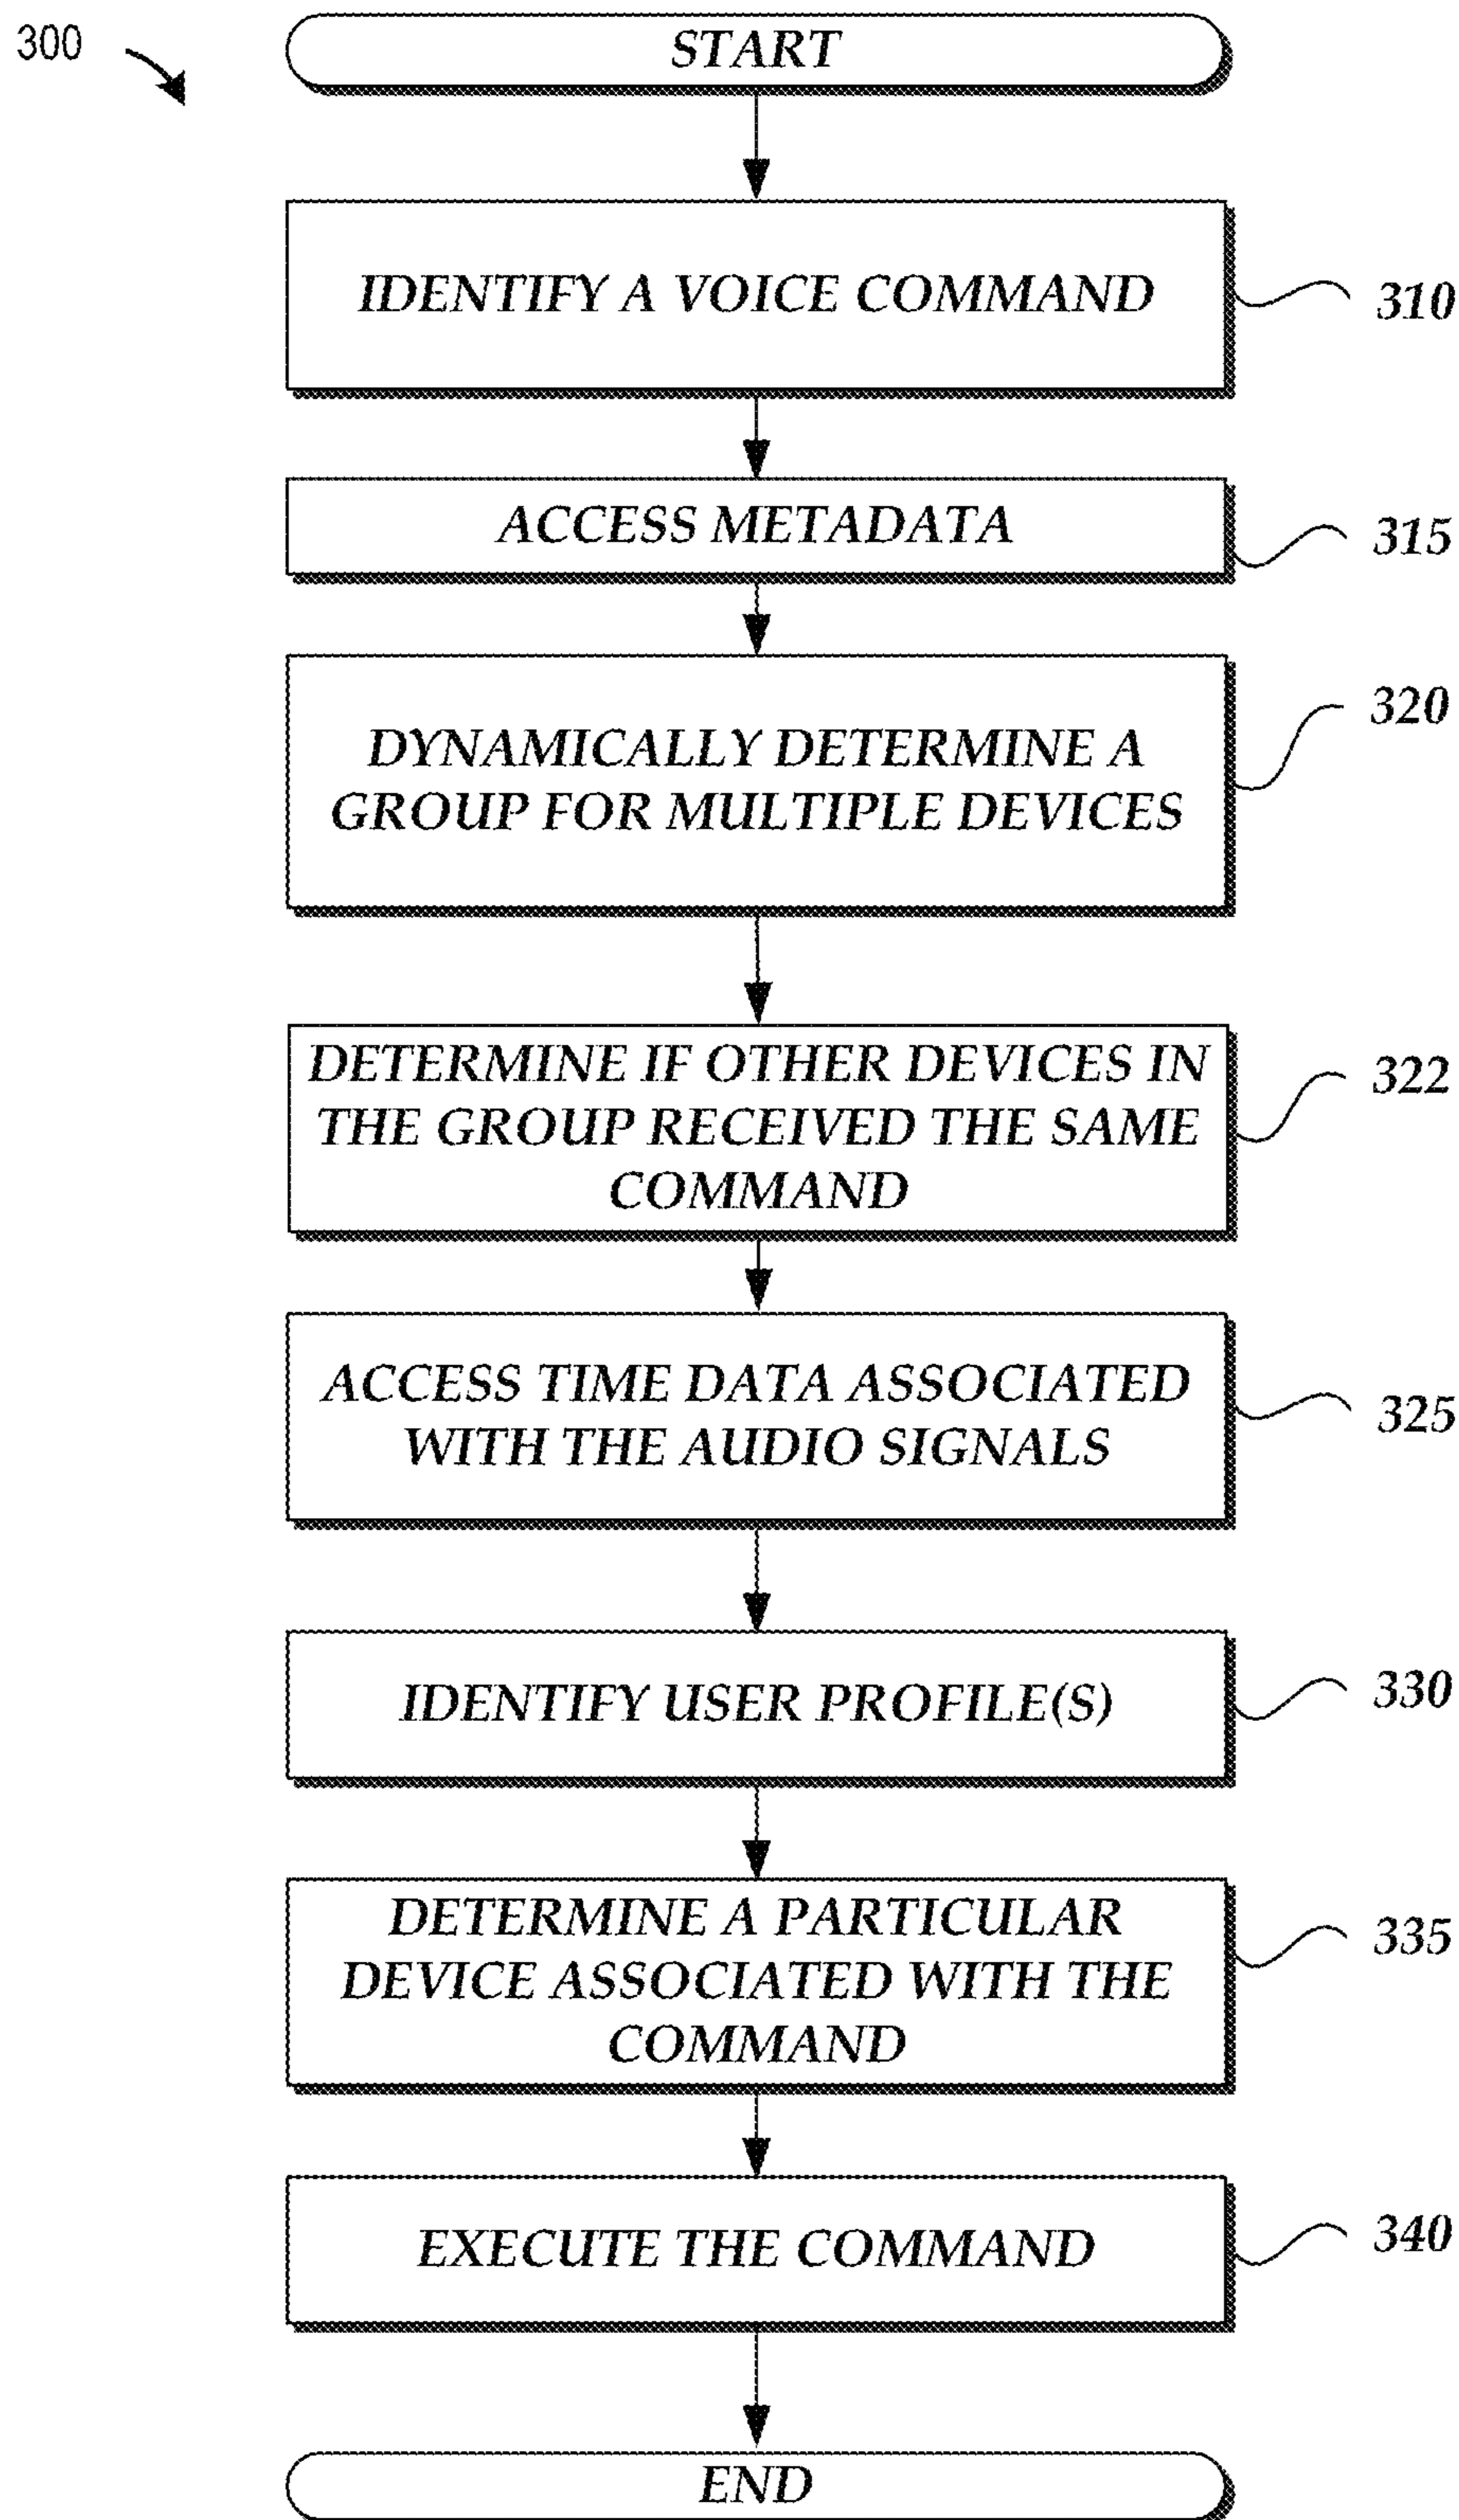 300
START
IDENTIFY A VOICE COMMAND
310
ACCESS METADATA
315
DYNAMICALLY DETERMINE A
GROUP FOR MULTIPLE DEVICES
320
DETERMINE IF OTHER DEVICES IN
THE GROUP RECEIVED THE SAME
COMMAND
322
ACCESS TIME DATA ASSOCIATED
WITH THE AUDIO SIGNALS
325
IDENTIFY USER PROFILE(S)
330
DETERMINE A PARTICULAR
DEVICE ASSOCIATED WITH THE
COMMAND
335
EXECUTE THE COMMAND
340
END